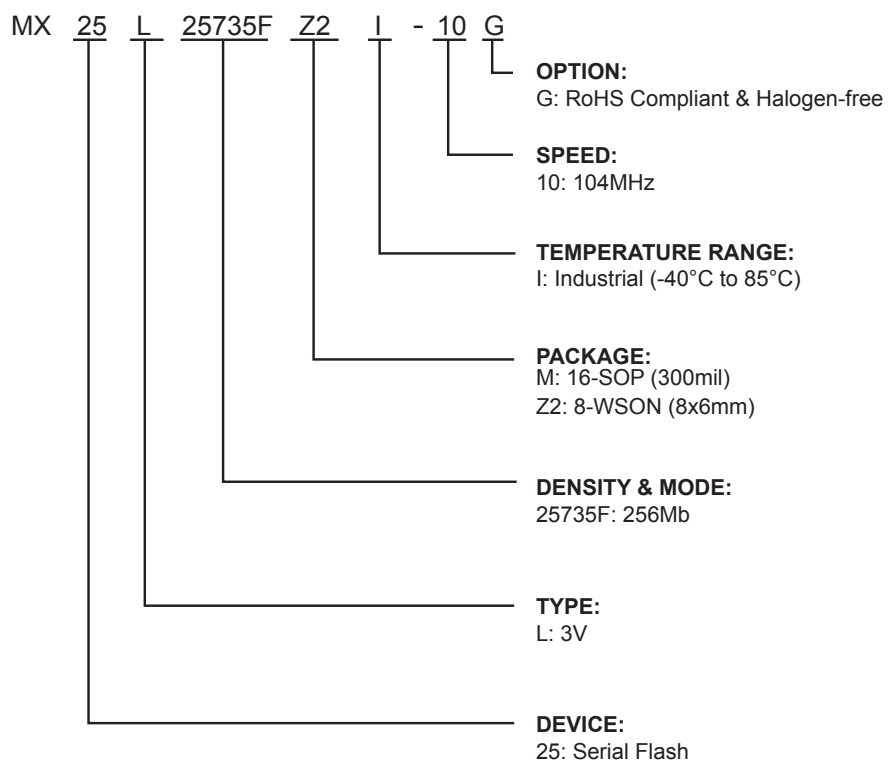 MX 25 L 25735F Z2 I - 10 G
OPTION:
G: RoHS Compliant & Halogen-free
SPEED:
10: 104MHz
TEMPERATURE RANGE:
I: Industrial (-40°C to 85°C)
PACKAGE:
M: 16-SOP (300mil)
Z2: 8-WSON (8x6mm)
DENSITY & MODE:
25735F: 256Mb
TYPE:
L: 3V
DEVICE:
25: Serial Flash